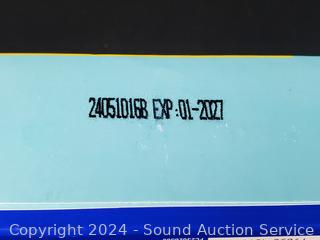 24051016B EXP:01-2027
Copyright 2024 - Sound Auction Service